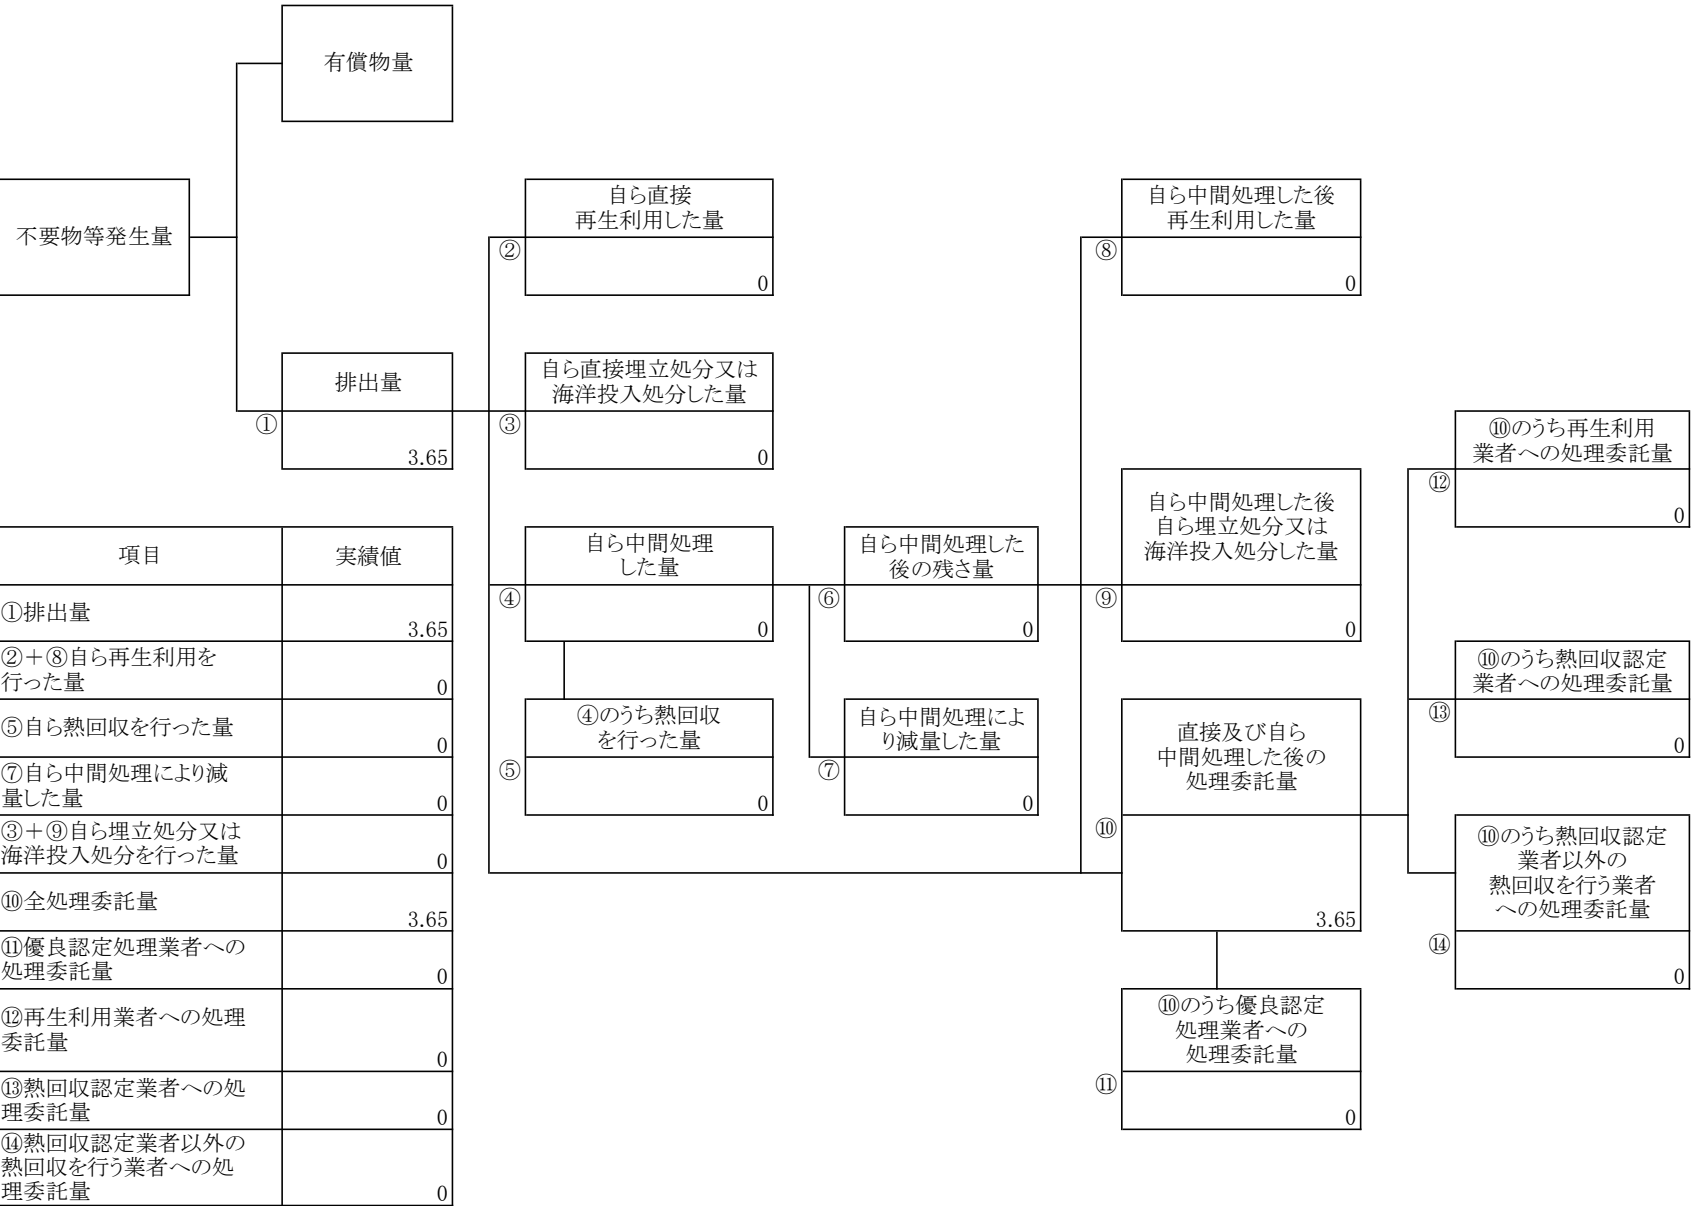 有償物量
不要物等発生量
自ら直接
再生利用した量
②
0
自ら中間処理した後
再生利用した量
⑧
0
排出量
①
3.65
自ら直接埋立処分又は
海洋投入処分した量
③
0
⑩のうち再生利用
業者への処理委託量
⑫
0
自ら中間処理
した量
④
0
自ら中間処理した
後の残さ量
⑥
0
自ら中間処理した後
自ら埋立処分又は
海洋投入処分した量
⑨
0
④のうち熱回収
を行った量
⑤
0
自ら中間処理によ
り減量した量
⑦
0
直接及び自ら
中間処理した後の
処理委託量
⑩
3.65
⑩のうち熱回収認定
業者への処理委託量
⑬
0
⑩のうち熱回収認定
業者以外の
熱回収を行う業者
への処理委託量
⑭
0
⑩のうち優良認定
処理業者への
処理委託量
⑪
0
項目 実績値
①排出量
3.65
②+⑧自ら再生利用を
行った量
0
⑤自ら熱回収を行った量
0
⑦自ら中間処理により減
量した量
0
③+⑨自ら埋立処分又は
海洋投入処分を行った量
0
⑩全処理委託量
3.65
⑪優良認定処理業者への
処理委託量
0
⑫再生利用業者への処理
委託量
0
⑬熱回収認定業者への処
理委託量
0
⑭熱回収認定業者以外の
熱回収を行う業者への処
理委託量
0